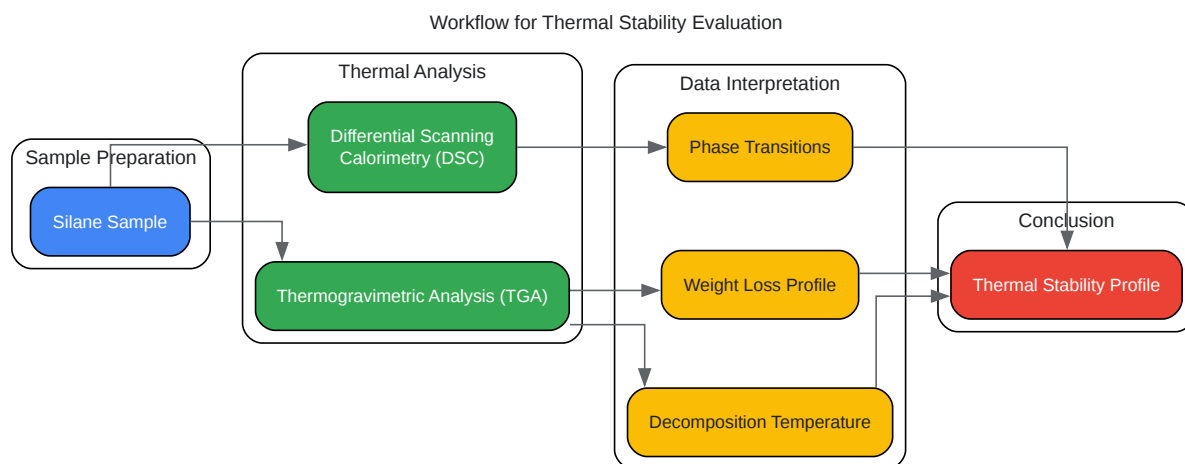 Workflow for Thermal Stability Evaluation
Sample Preparation
Silane Sample
Thermal Analysis
Differential Scanning
Calorimetry (DSC)
Thermogravimetric Analysis (TGA)
Data Interpretation
Phase Transitions
Weight Loss Profile
Decomposition Temperature
Conclusion
Thermal Stability Profile